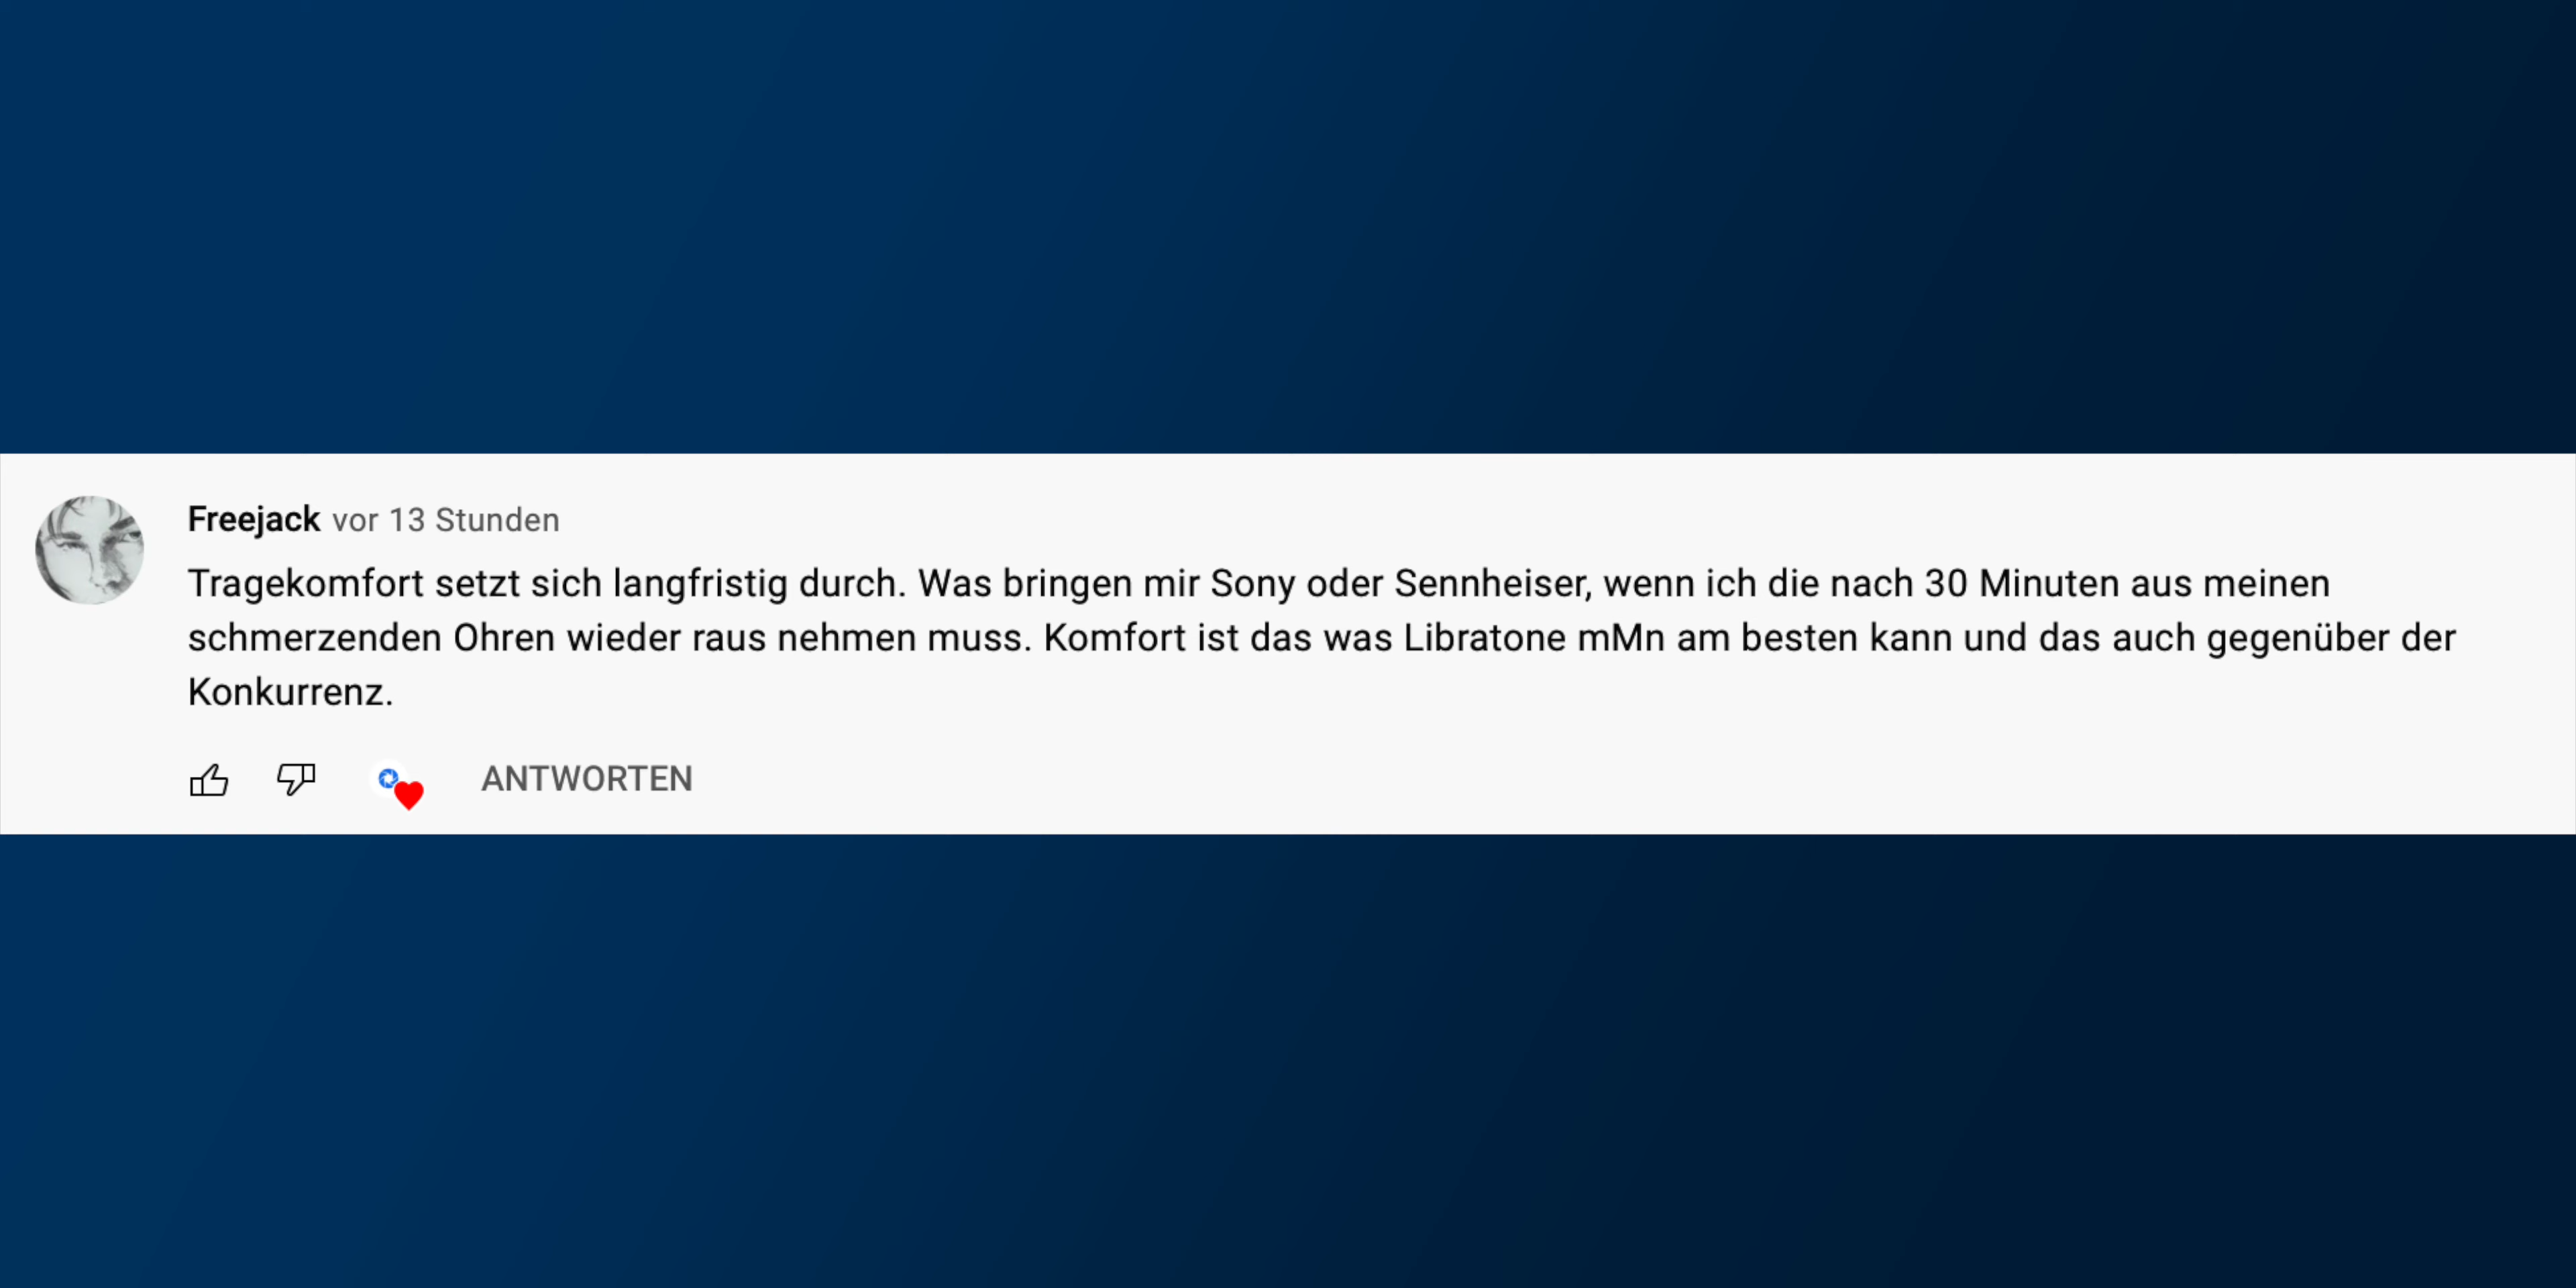 Freejack vor 13 Stunden
Tragekomfort setzt sich langfristig durch. Was bringen mir Sony oder Sennheiser, wenn ich die nach 30 Minuten aus meinen
schmerzenden Ohren wieder raus nehmen muss. Komfort ist das was Libratone mMn am besten kann und das auch gegenüber der
Konkurrenz.
ANTWORTEN